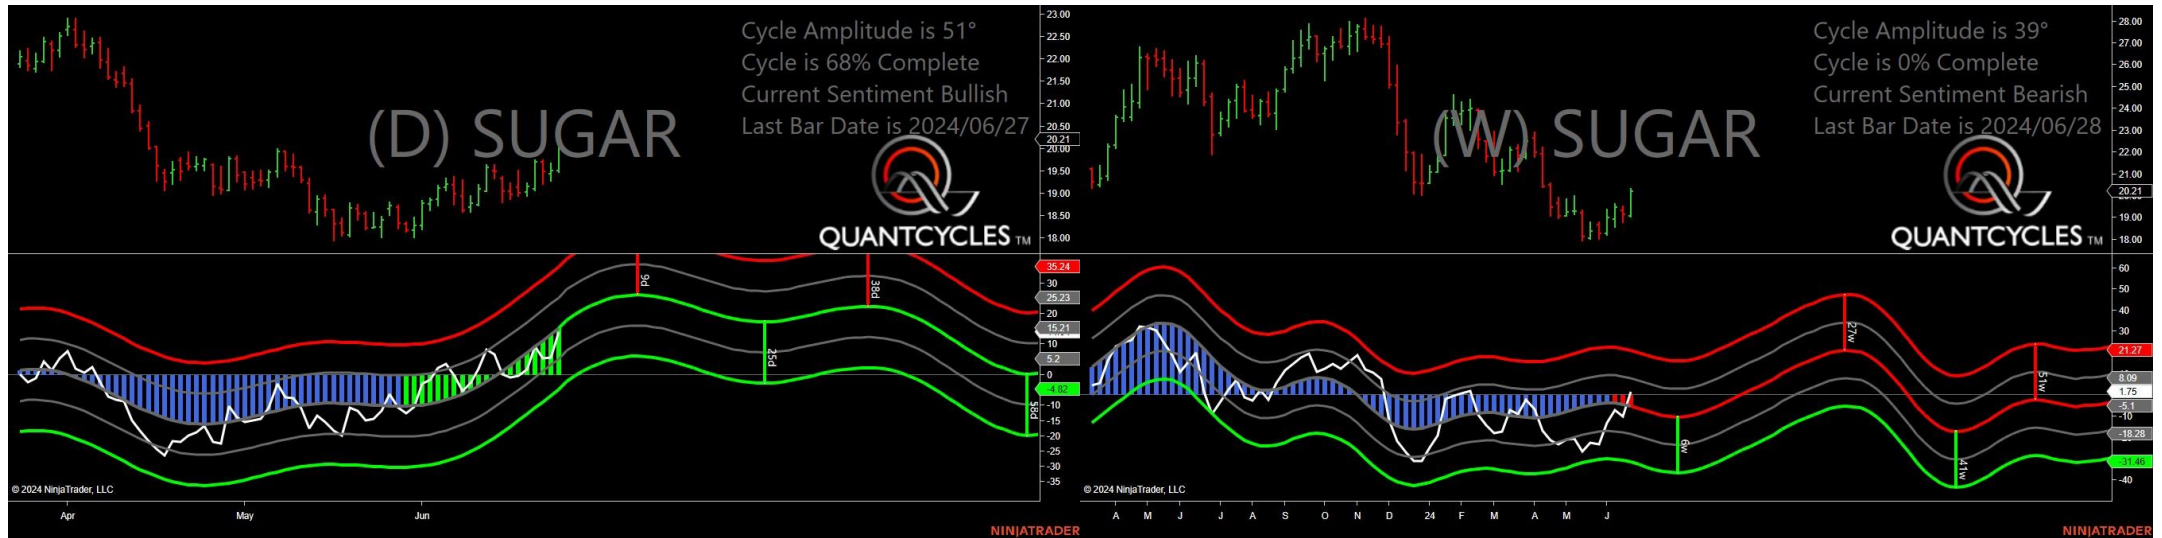 Cycle Amplitude is 51°
Cycle is 68% Complete
Current Sentiment Bullish
Last Bar Date is 2024/06/27
(D) SUGAR
QUANTCYCLES TM
23.00
22.50
22.00
21.50
21.00
20.50
20.21
20.00
19.50
19.00
18.50
18.00
9d
38d
25d
58d
35.24
30
25.23
20
15.21
10
5.2
0
-4.82
-10
-15
-20
-25
-30
-35
© 2024 NinjaTrader, LLC
Apr May Jun
NINJATRADER
Cycle Amplitude is 39°
Cycle is 0% Complete
Current Sentiment Bearish
Last Bar Date is 2024/06/28
(W) SUGAR
QUANTCYCLES TM
28.00
27.00
26.00
25.00
24.00
23.00
22.00
21.00
20.21
19.00
18.00
27w
51w
6w
41w
60
50
40
30
21.27
8.09
1.75
-5.1
-10
-18.28
-31.46
-40
© 2024 NinjaTrader, LLC
A M J J A S O N D 24 F M A M J
NINJATRADER